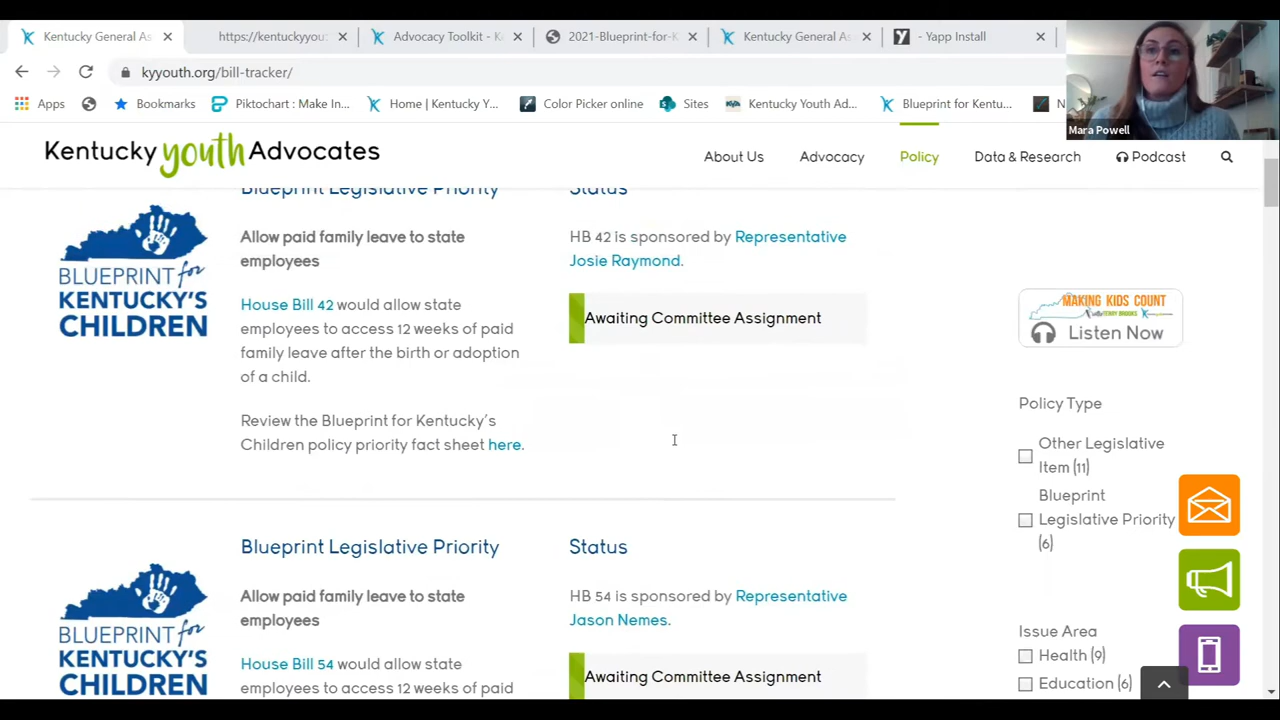 Kentucky General As
https://kentuckyyou
Advocacy Toolkit - K
2021-Blueprint-for-K
Kentucky General As
- Yapp Install
kyyouth.org/bill-tracker/
Apps
Bookmarks
Piktochart : Make In...
Home | Kentucky Y...
Color Picker online
Sites
Kentucky Youth Ad...
Blueprint for Kentu...
Mara Powell
Kentucky youth Advocates
About Us
Advocacy
Policy
Data & Research
Podcast
Blueprint Legislative Priority
Status
BLUEPRINT for
KENTUCKY'S
CHILDREN
Allow paid family leave to state
employees
House Bill 42 would allow state
employees to access 12 weeks of paid
family leave after the birth or adoption
of a child.
Review the Blueprint for Kentucky's
Children policy priority fact sheet here.
HB 42 is sponsored by Representative
Josie Raymond.
Awaiting Committee Assignment
MAKING KIDS COUNT
Listen Now
Policy Type
Other Legislative
Item (11)
Blueprint
Legislative Priority
(6)
Blueprint Legislative Priority
Status
BLUEPRINT for
KENTUCKY'S
CHILDREN
Allow paid family leave to state
employees
House Bill 54 would allow state
employees to access 12 weeks of paid
HB 54 is sponsored by Representative
Jason Nemes.
Awaiting Committee Assignment
Issue Area
Health (9)
Education (6)